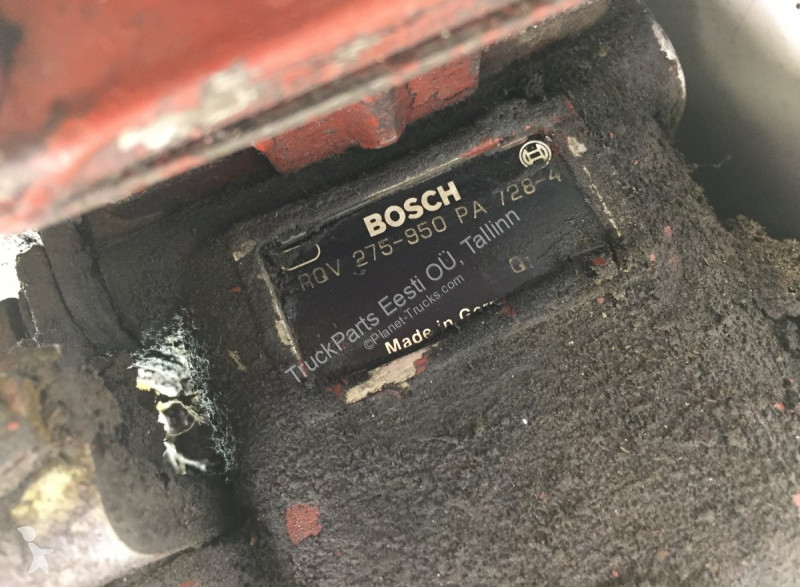 BOSCH
RQV 275-950 PA 728-4
Q
Made in
TruckParts Eesti OÜ, Tallinn
©Planet-Trucks.com